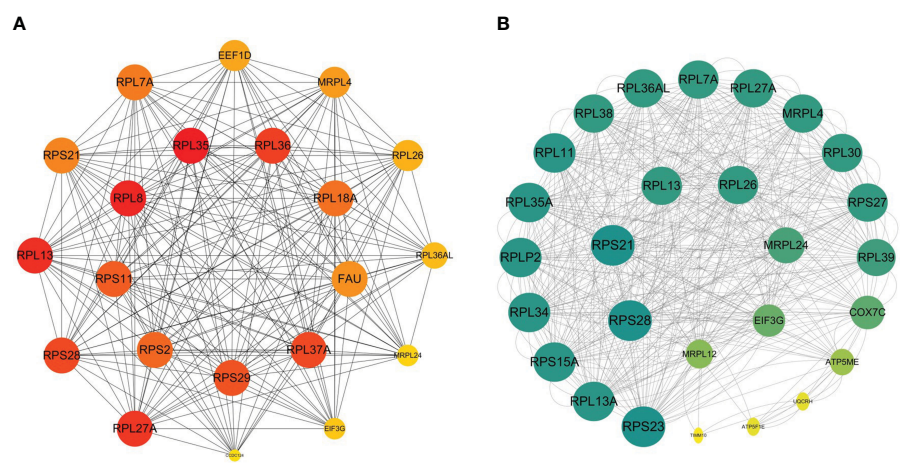 A
B
EEF1D
RPL7A
MRPL4
RPL35
RPL36
RPS21
RPL26
RPL8
RPL18A
RPL13
RPL36AL
RPS11
FAU
RPS28
RPS2
RPL37A
MRPL24
RPS29
RPL27A
EIF3G
RPL7A
RPL36AL
RPL27A
RPL38
MRPL4
RPL11
RPL30
RPL13
RPL26
RPL35A
RPS27
RPS21
MRPL24
RPLP2
RPL39
RPL34
RPS28
EIF3G
COX7C
RPS15A
MRPL12
ATP5ME
RPL13A
UQCRH
RPS23
ATP5F1E
TIMM10